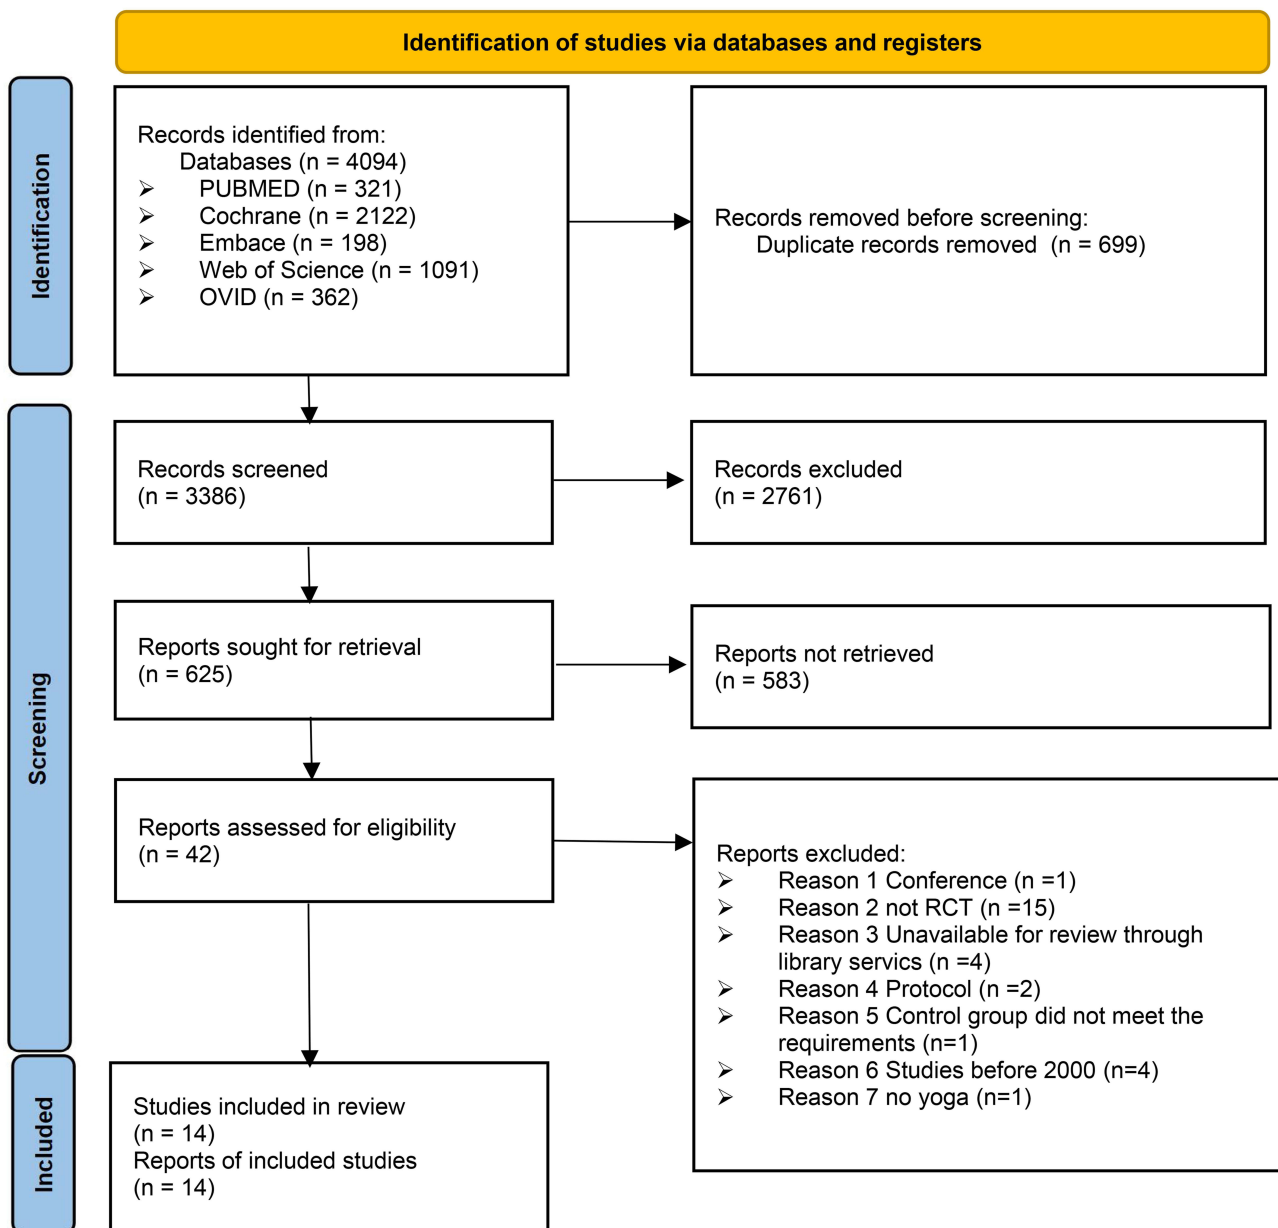 Identification of studies via databases and registers
Identification
Records identified from:
Databases (n = 4094)
➢ PUBMED (n = 321)
➢ Cochrane (n = 2122)
➢ Embace (n = 198)
➢ Web of Science (n = 1091)
➢ OVID (n = 362)
Records removed before screening:
Duplicate records removed (n = 699)
Screening
Records screened
(n = 3386)
Records excluded
(n = 2761)
Reports sought for retrieval
(n = 625)
Reports not retrieved
(n = 583)
Reports assessed for eligibility
(n = 42)
Reports excluded:
➢ Reason 1 Conference (n =1)
➢ Reason 2 not RCT (n =15)
➢ Reason 3 Unavailable for review through
library servics (n =4)
➢ Reason 4 Protocol (n =2)
➢ Reason 5 Control group did not meet the
requirements (n=1)
➢ Reason 6 Studies before 2000 (n=4)
➢ Reason 7 no yoga (n=1)
Included
Studies included in review
(n = 14)
Reports of included studies
(n = 14)